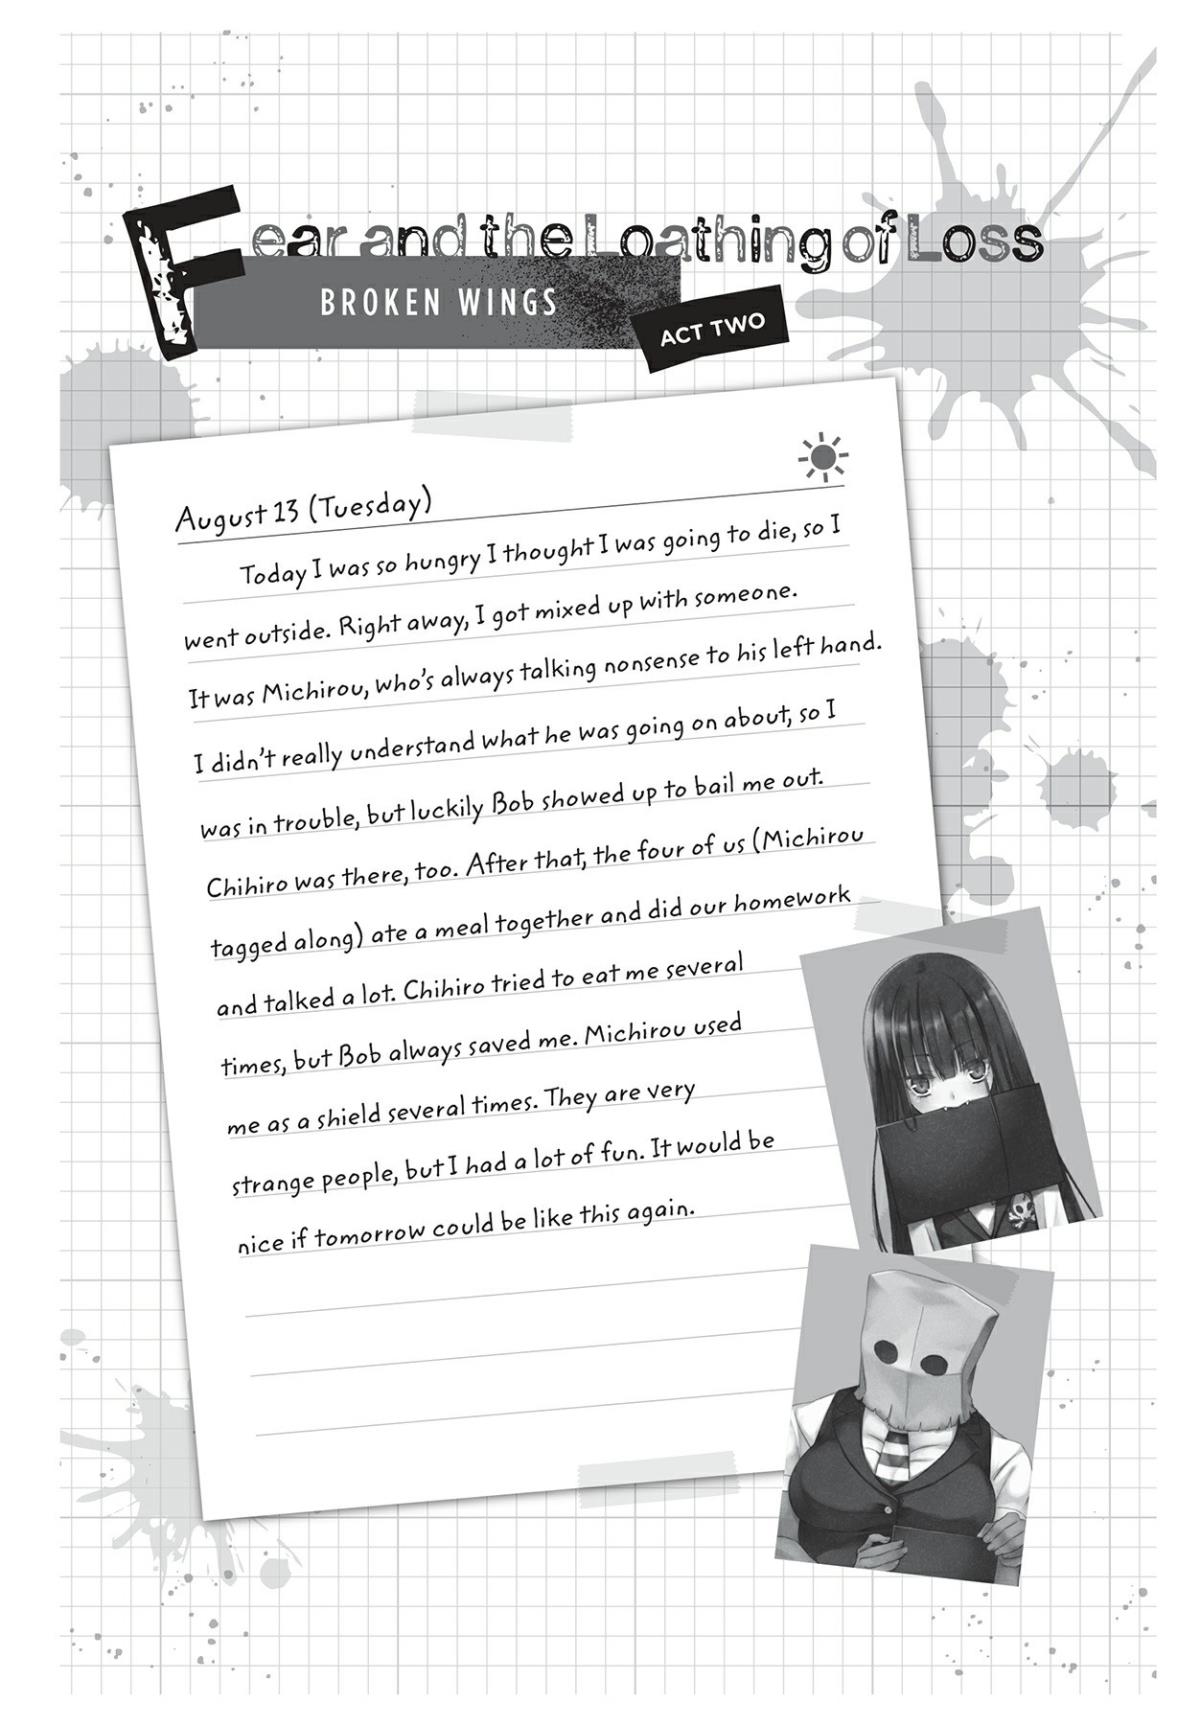 Fear and the Loathing of Loss
BROKEN WINGS
ACT TWO
August 13 (Tuesday)
Today I was so hungry I thought I was going to die, so I
went outside. Right away, I got mixed up with someone.
It was Michirou, who's always talking nonsense to his left hand.
I didn't really understand what he was going on about, so I
was in trouble, but luckily Bob showed up to bail me out.
Chihiro was there, too. After that, the four of us (Michirou
tagged along) ate a meal together and did our homework
and talked a lot. Chihiro tried to eat me several
times, but Bob always saved me. Michirou used
me as a shield several times. They are very
strange people, but I had a lot of fun. It would be
nice if tomorrow could be like this again.